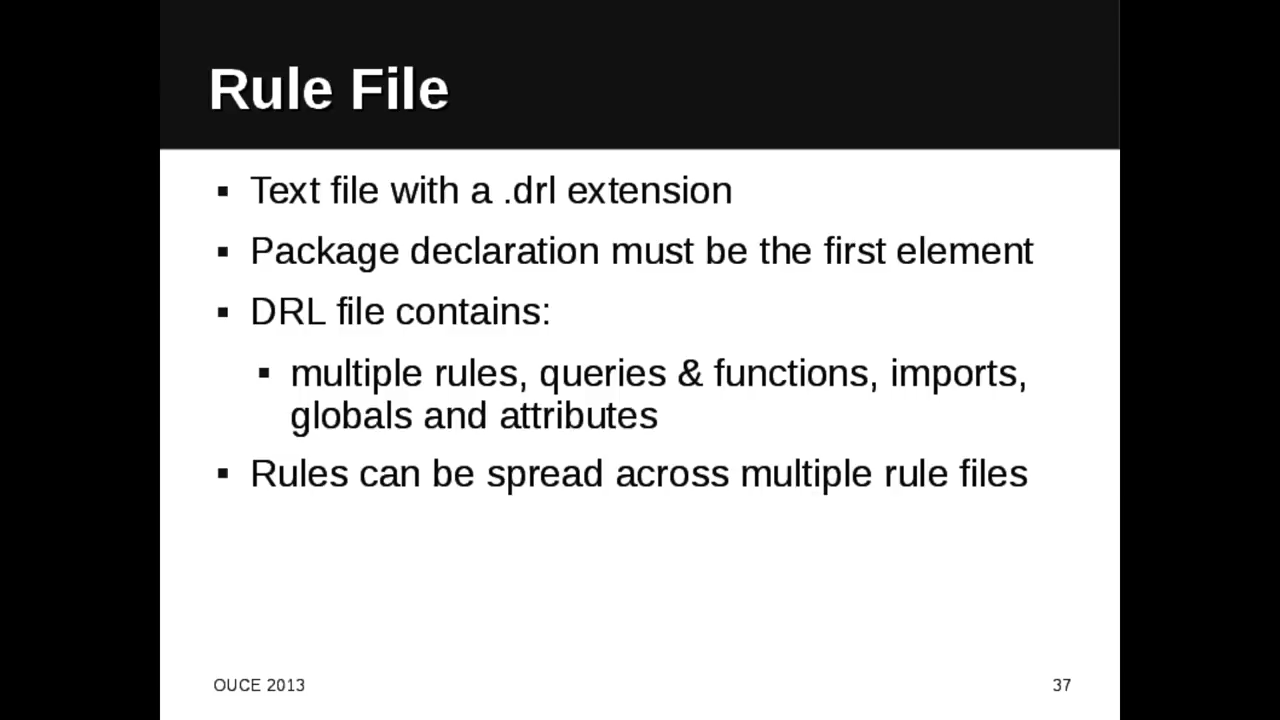 Rule File
▪ Text file with a .drl extension
▪ Package declaration must be the first element
▪ DRL file contains:
▪ multiple rules, queries & functions, imports,
globals and attributes
▪ Rules can be spread across multiple rule files
OUCE 2013
37